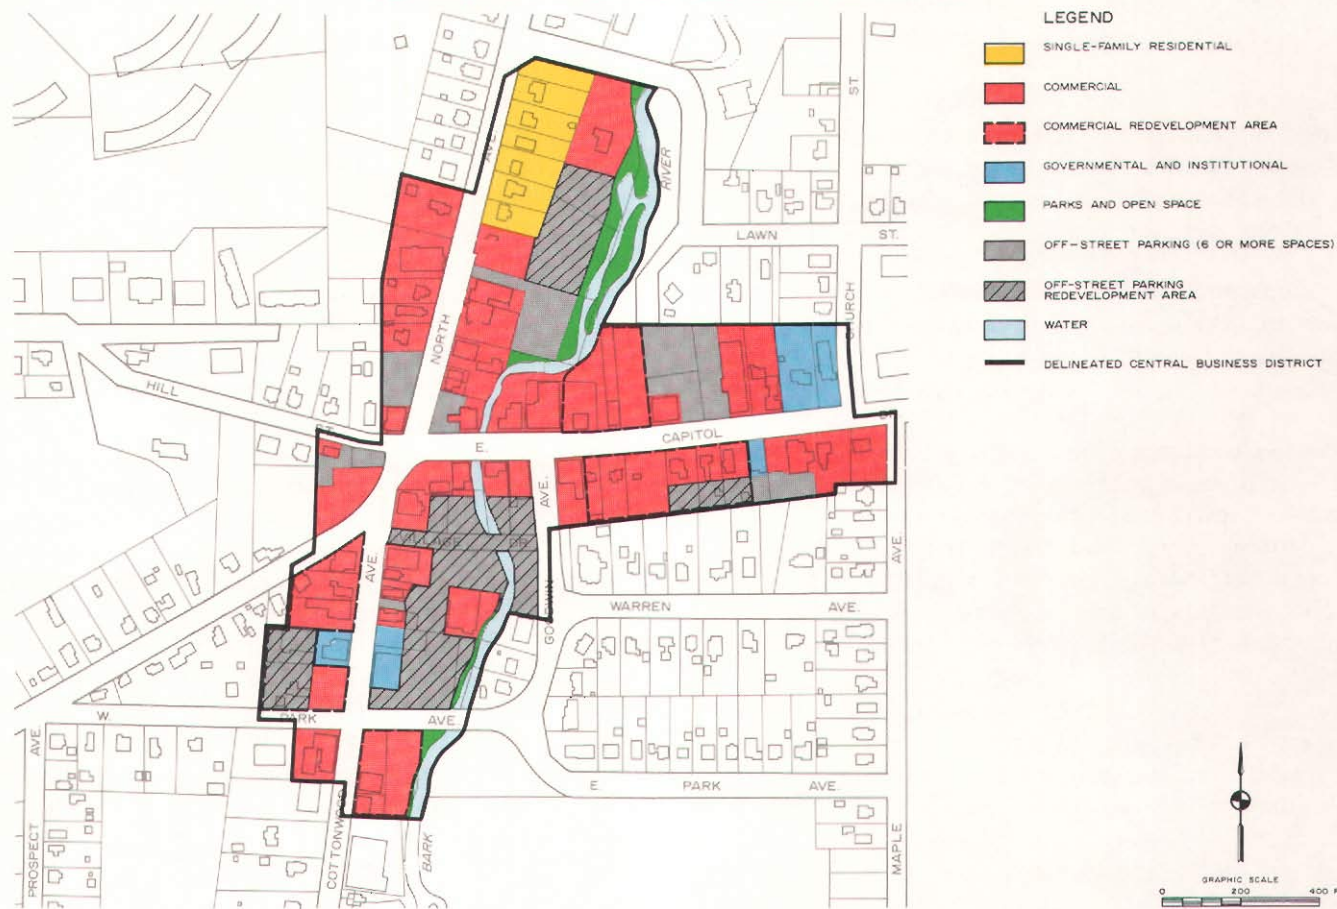 LEGEND
SINGLE-FAMILY RESIDENTIAL
COMMERCIAL
COMMERCIAL REDEVELOPMENT AREA
GOVERNMENTAL AND INSTITUTIONAL
PARKS AND OPEN SPACE
OFF-STREET PARKING (6 OR MORE SPACES)
OFF-STREET PARKING
REDEVELOPMENT AREA
WATER
DELINEATED CENTRAL BUSINESS DISTRICT
ST.
AVE
RIVER
LAWN ST.
CHURCH
NORTH
HILL
ST.
E. CAPITOL
AVE.
VILLAGE DR.
AVE.
AVE.
GOODWIN
WARREN AVE.
W. PARK AVE.
AVE.
E. PARK AVE.
PROSPECT
COTTONWOOD
BARK
MAPLE
GRAPHIC SCALE
0 200 400 F